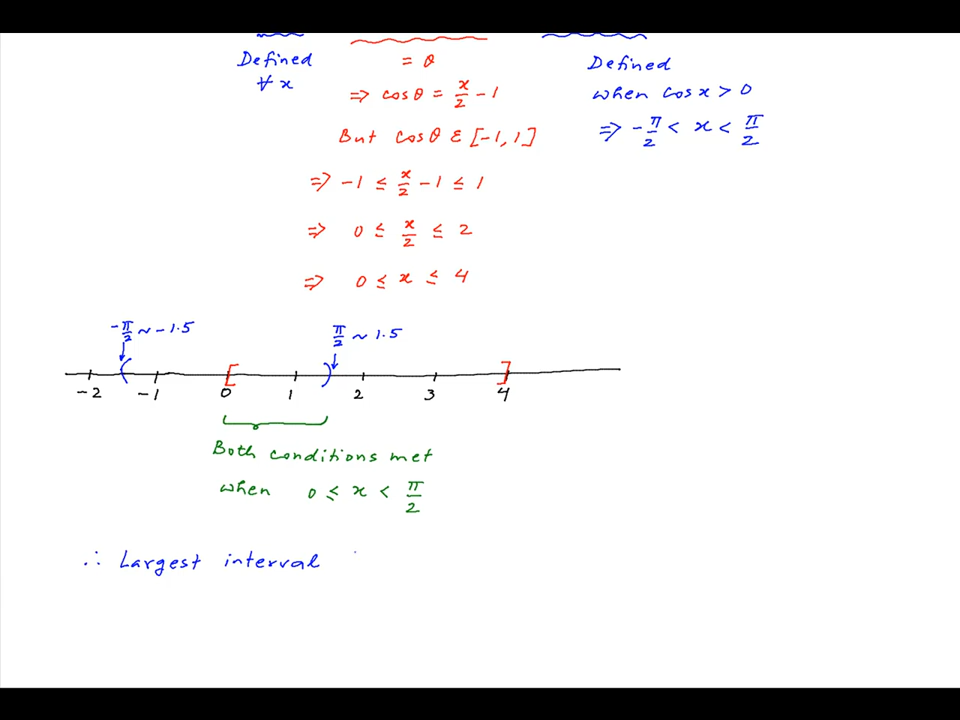 Defined
∀ x
= θ
⇒ cos θ = x/2 − 1
But cos θ ε [−1, 1]
⇒ −1 ≤ x/2 − 1 ≤ 1
⇒ 0 ≤ x/2 ≤ 2
⇒ 0 ≤ x ≤ 4
Defined
when cos x > 0
⇒ −π/2 < x < π/2
−π/2 ~ −1.5
π/2 ~ 1.5
−2 −1 0 1 2 3 4
Both conditions met
when 0 ≤ x < π/2
∴ Largest interval